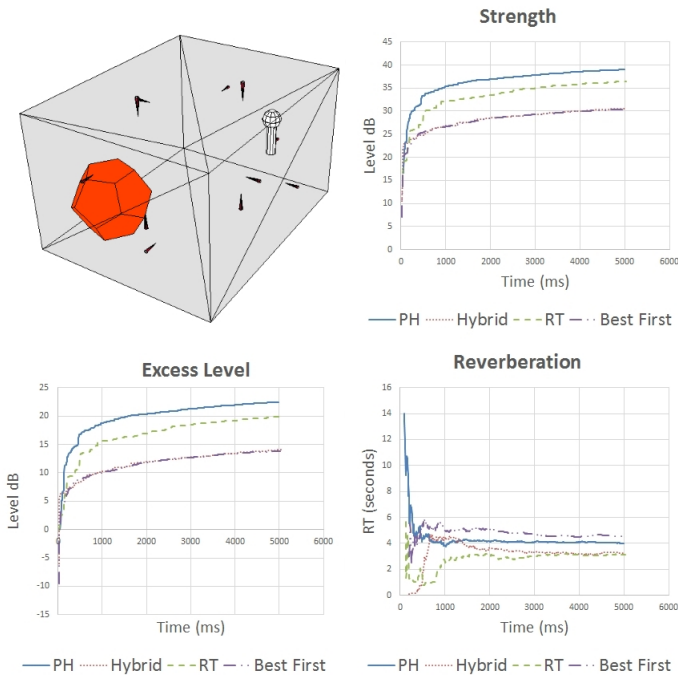 Strength
45
40
35
30
25
20
15
10
5
0
Level dB
0 1000 2000 3000 4000 5000 6000
Time (ms)
PH Hybrid RT Best First
Excess Level
25
20
15
10
5
0
-5
-10
-15
Level dB
0 1000 2000 3000 4000 5000 6000
Time (ms)
PH Hybrid RT Best First
Reverberation
16
14
12
10
8
6
4
2
0
RT (seconds)
0 1000 2000 3000 4000 5000 6000
Time (ms)
PH Hybrid RT Best First